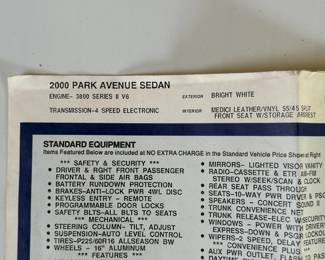 2000 PARK AVENUE SEDAN
ENGINE- 3800 SERIES II V6
EXTERIOR BRIGHT WHITE
TRANSMISSION-4 SPEED ELECTRONIC
INTERIOR MEDICI LEATHER/VNYL 55/45 SPLIT
FRONT SEAT W/STORAGE ARMREST
STANDARD EQUIPMENT
Items Featured Below are included at NO EXTRA CHARGE in the Standard Vehicle Price Shown at Right
*** SAFETY & SECURITY ***
• DRIVER & RIGHT FRONT PASSENGER
FRONTAL & SIDE AIR BAGS
• BATTERY RUNDOWN PROTECTION
• BRAKES-ANTI-LOCK PWR 4WL DISC
• KEYLESS ENTRY - REMOTE
• PROGRAMMABLE DOOR LOCKS
• SAFETY BLTS-ALL BLTS TO SEATS
*** MECHANICAL ***
• STEERING COLUMN- TILT, ADJUST
• SUSPENSION-AUTO LEVEL CONTROL
• TIRES-P225/60R16 ALLSEASON BW
• WHEELS - 16" ALUMINUM
• MIRRORS- LIGHTED VISOR VANITY
• RADIO-CASSETTE & ETR AM-FM
STEREO W/SEEK/SCAN & CLOCK
• REAR SEAT PASS THROUGH
• SEATS-10-WAY PWR DRIVER
• SPEAKERS - CONCERT SOUND II
• TRUNK CONVENIENCE NET
• TRUNK RELEASE-ELEC W/SECURITY
• WINDOWS - POWER WITH DRIVER
EXPRESS-DOWN & PSGR
• WIPERS-2 SPEED, DELAY
*** CONVENIENCE PLUS
• AUX PWR OUTLET, FLASH